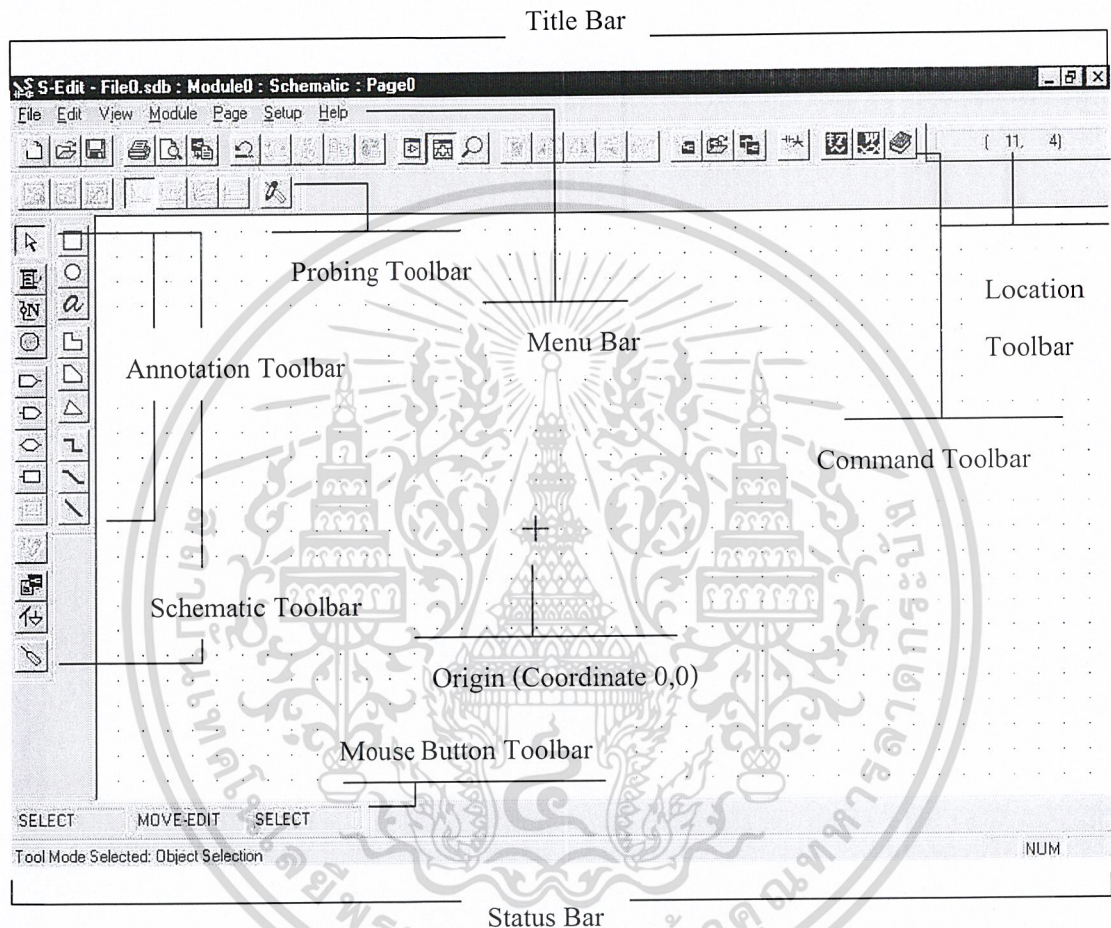 Title Bar
S-Edit - File0.sdb : Module0 : Schematic : Page0
File Edit View Module Page Setup Help
( 11, 4)
Probing Toolbar
Location
Toolbar
Menu Bar
Annotation Toolbar
Command Toolbar
Schematic Toolbar
Origin (Coordinate 0,0)
Mouse Button Toolbar
SELECT MOVE-EDIT SELECT
Tool Mode Selected: Object Selection
NUM
Status Bar